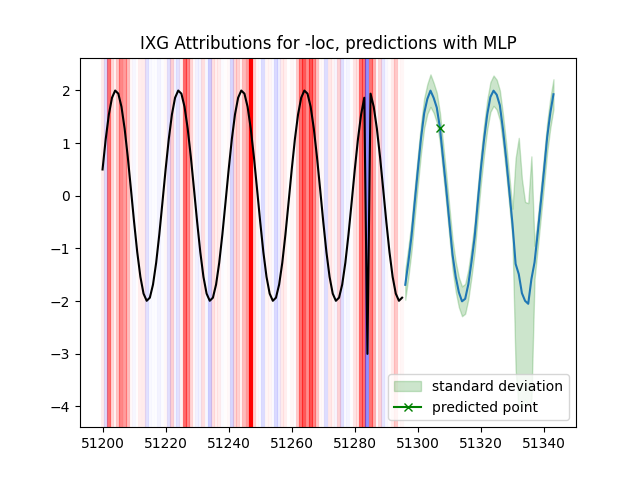 IXG Attributions for -loc, predictions with MLP
2
1
0
−1
−2
−3
−4
standard deviation
predicted point
51200 51220 51240 51260 51280 51300 51320 51340